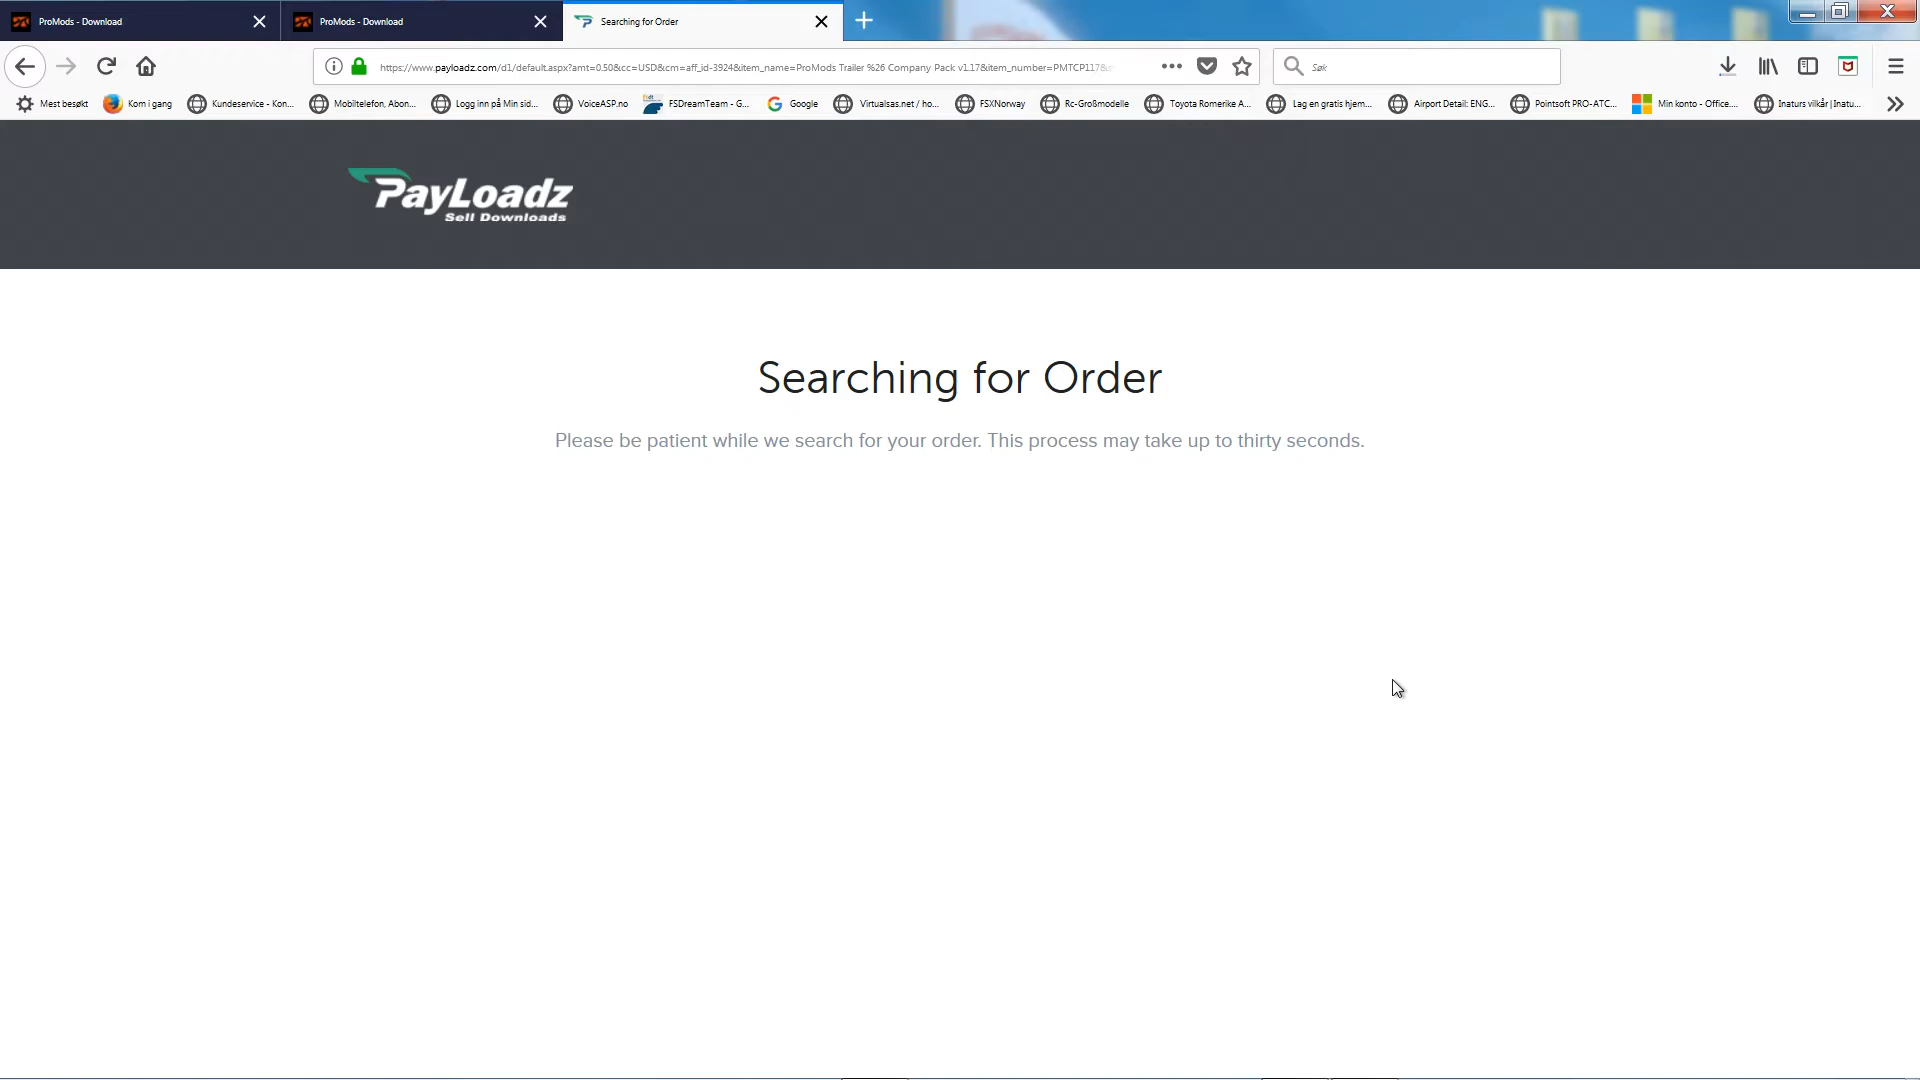 ProMods - Download
ProMods - Download
Searching for Order
https://www.payloadz.com/d1/default.aspx?amt=0.50&cc=USD&cm=aff_id-3924&item_name=ProMods Trailer %26 Company Pack v1.17&item_number=PMTCP117&
Søk
Mest besøkt
Kom i gang
Kundeservice - Kon...
Mobiltelefon, Abon...
Logg inn på Min sid...
VoiceASP.no
FSDreamTeam - G...
Google
Virtualsas.net / ho...
FSXNorway
Rc-Großmodelle
Toyota Romerike A...
Lag en gratis hjem...
Airport Detail: ENG...
Pointsoft PRO-ATC...
Min konto - Office....
Inaturs vilkår | Inatu...
PayLoadz
Sell Downloads
Searching for Order
Please be patient while we search for your order. This process may take up to thirty seconds.